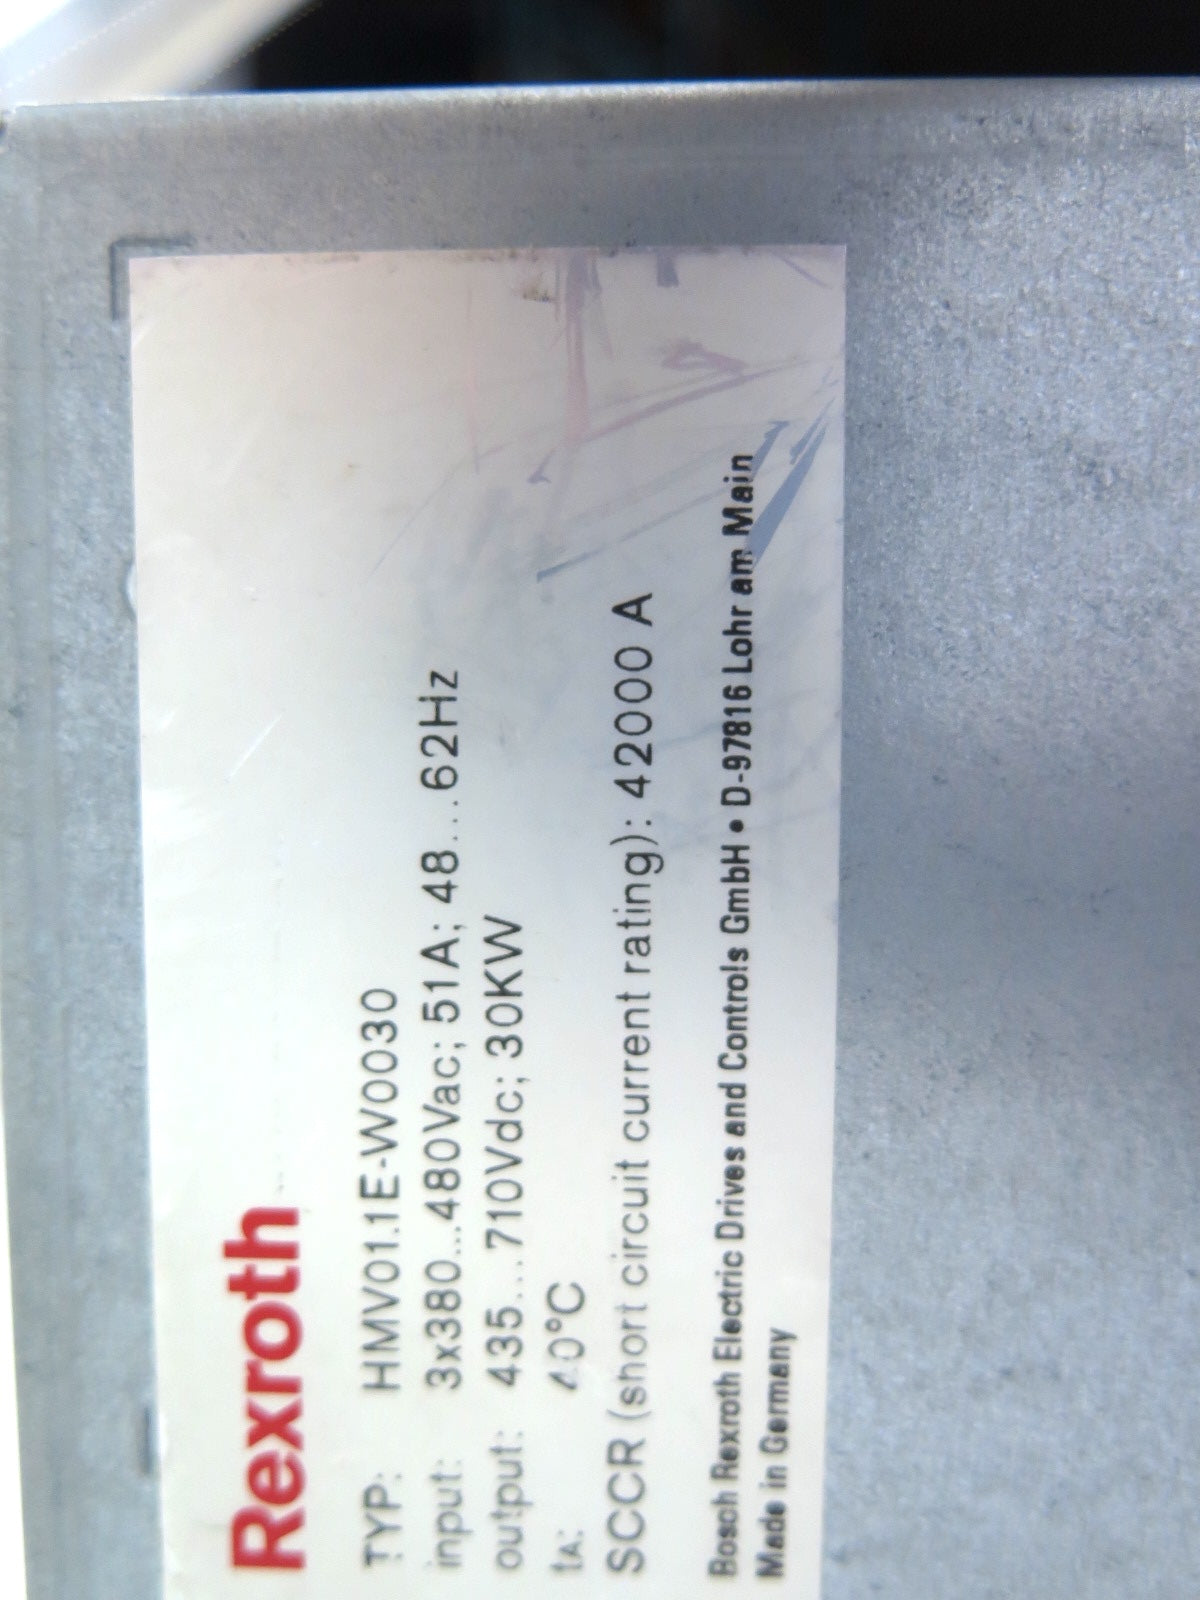 Rexroth
TYP: HMV01.1E-W0030
input: 3x380...480Vac; 51A; 48...62Hz
output: 435...710Vdc; 30KW
tA: 40°C
SCCR (short circuit current rating): 42000 A
Bosch Rexroth Electric Drives and Controls GmbH • D-97816 Lohr am Main
Made in Germany